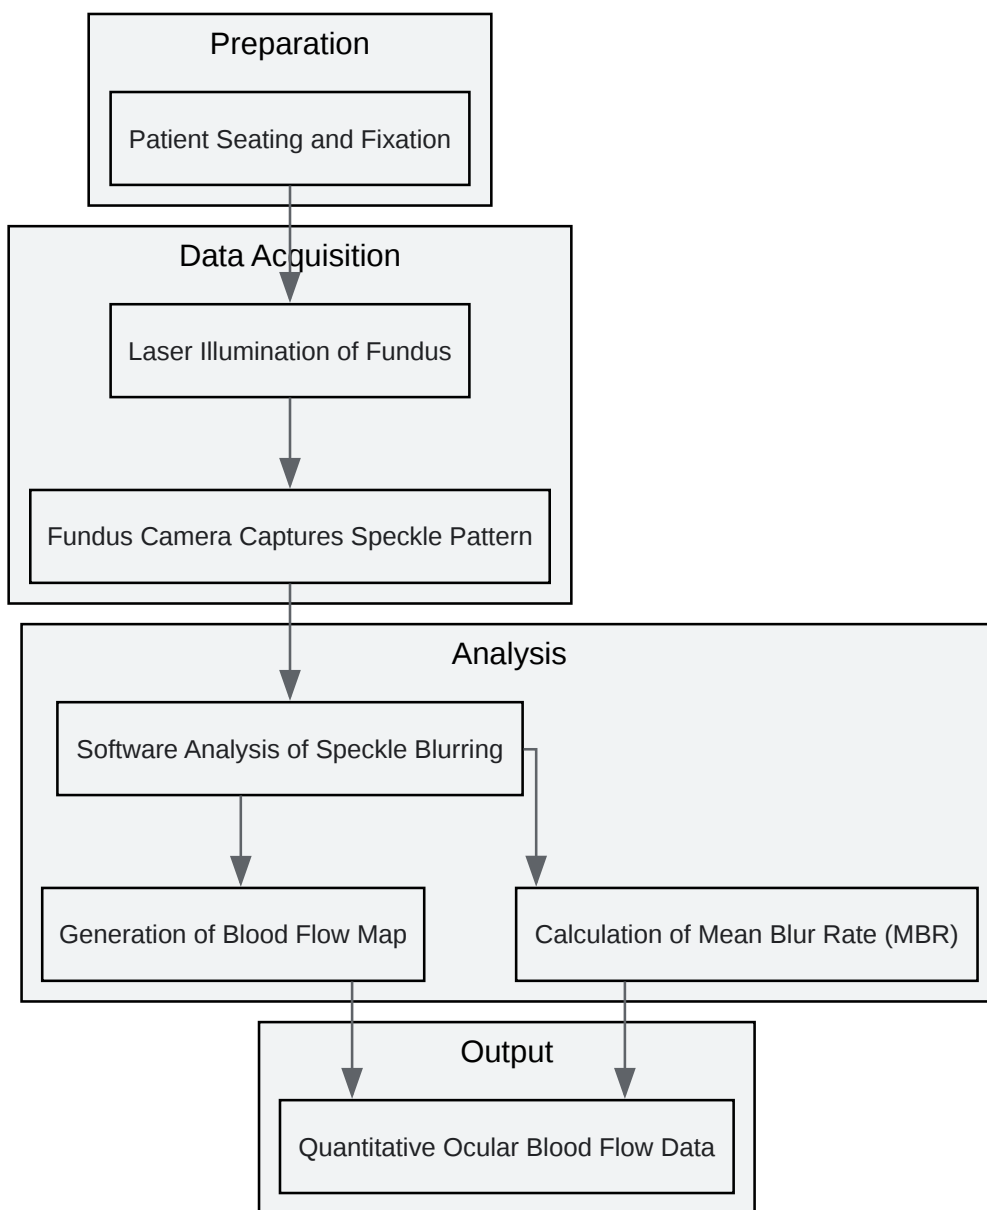 Preparation
Patient Seating and Fixation
Data Acquisition
Laser Illumination of Fundus
Fundus Camera Captures Speckle Pattern
Analysis
Software Analysis of Speckle Blurring
Generation of Blood Flow Map
Calculation of Mean Blur Rate (MBR)
Output
Quantitative Ocular Blood Flow Data